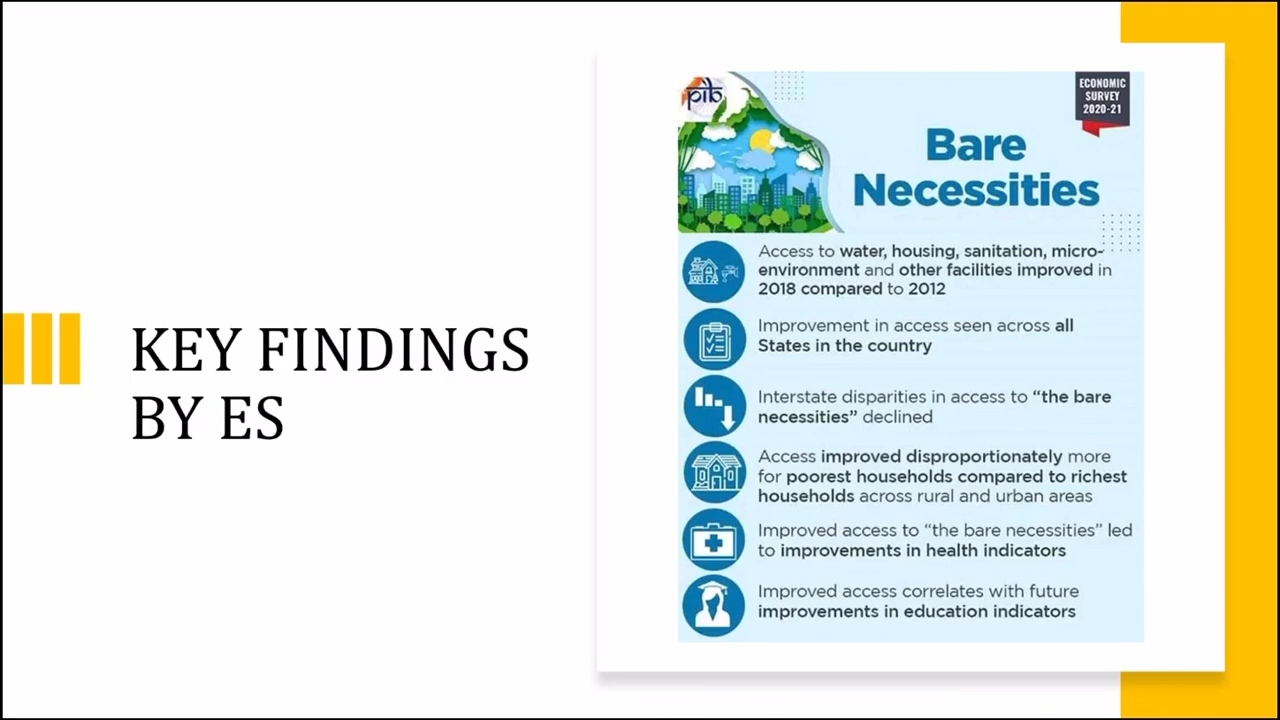 KEY FINDINGS
BY ES
pib
ECONOMIC
SURVEY
2020-21
Bare
Necessities
Access to water, housing, sanitation, micro-
environment and other facilities improved in
2018 compared to 2012
Improvement in access seen across all
States in the country
Interstate disparities in access to “the bare
necessities” declined
Access improved disproportionately more
for poorest households compared to richest
households across rural and urban areas
Improved access to “the bare necessities” led
to improvements in health indicators
Improved access correlates with future
improvements in education indicators